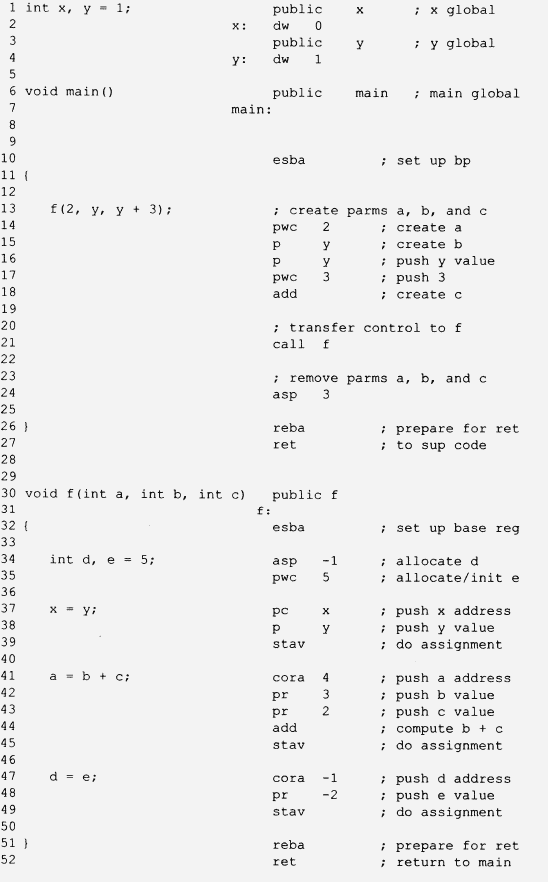 1 int x, y = 1; public x ; x global
2 x: dw 0
3 public y ; y global
4 y: dw 1
5
6 void main() public main ; main global
7 main:
8
9
10 esba ; set up bp
11 {
12
13 f(2, y, y + 3); ; create parms a, b, and c
14 pwc 2 ; create a
15 p y ; create b
16 p y ; push y value
17 pwc 3 ; push 3
18 add ; create c
19
20 ; transfer control to f
21 call f
22
23 ; remove parms a, b, and c
24 asp 3
25
26 } reba ; prepare for ret
27 ret ; to sup code
28
29
30 void f(int a, int b, int c) public f
31 f:
32 { esba ; set up base reg
33
34 int d, e = 5; asp -1 ; allocate d
35 pwc 5 ; allocate/init e
36
37 x = y; pc x ; push x address
38 p y ; push y value
39 stav ; do assignment
40
41 a = b + c; cora 4 ; push a address
42 pr 3 ; push b value
43 pr 2 ; push c value
44 add ; compute b + c
45 stav ; do assignment
46
47 d = e; cora -1 ; push d address
48 pr -2 ; push e value
49 stav ; do assignment
50
51 } reba ; prepare for ret
52 ret ; return to main